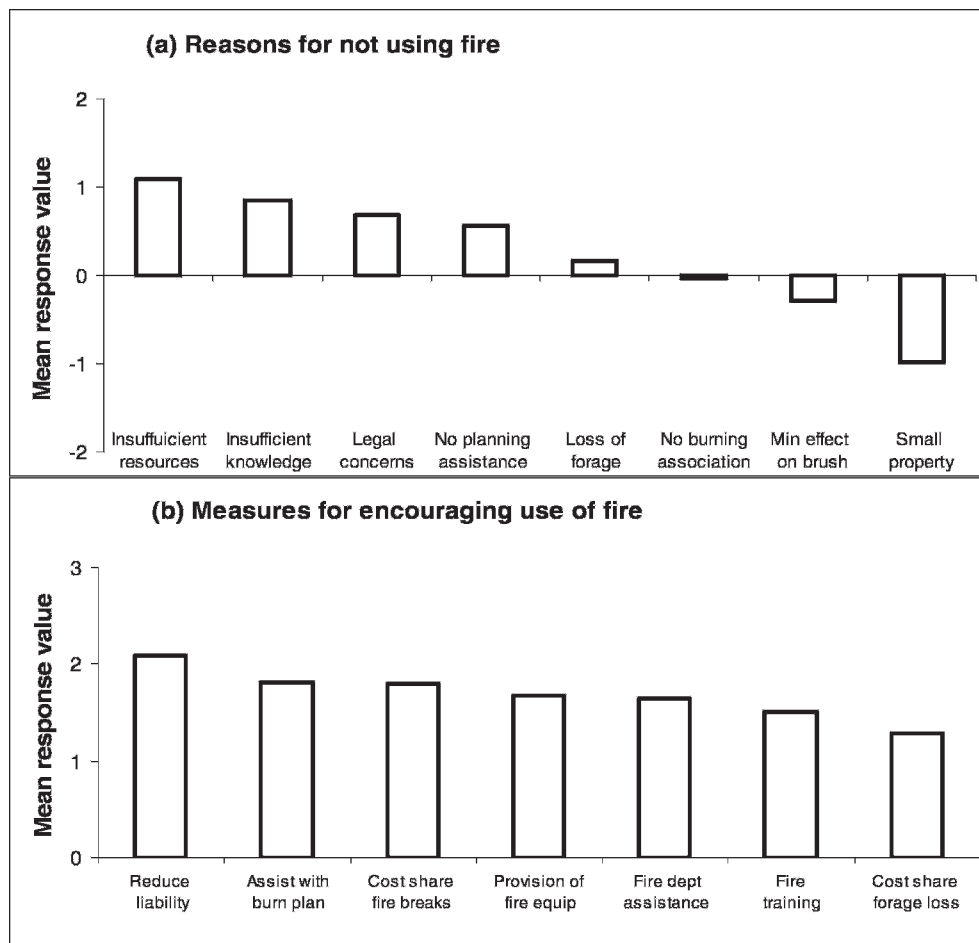 (a) Reasons for not using fire
Mean response value
2
1
0
-1
-2
Insuffuicient Insufficient Legal No planning Loss of No burning Min effect Small
resources knowledge concerns assistance forage association on brush property
(b) Measures for encouraging use of fire
Mean response value
3
2
1
0
Reduce Assist with Cost share Provision of Fire dept Fire Cost share
liability burn plan fire breaks fire equip assistance training forage loss